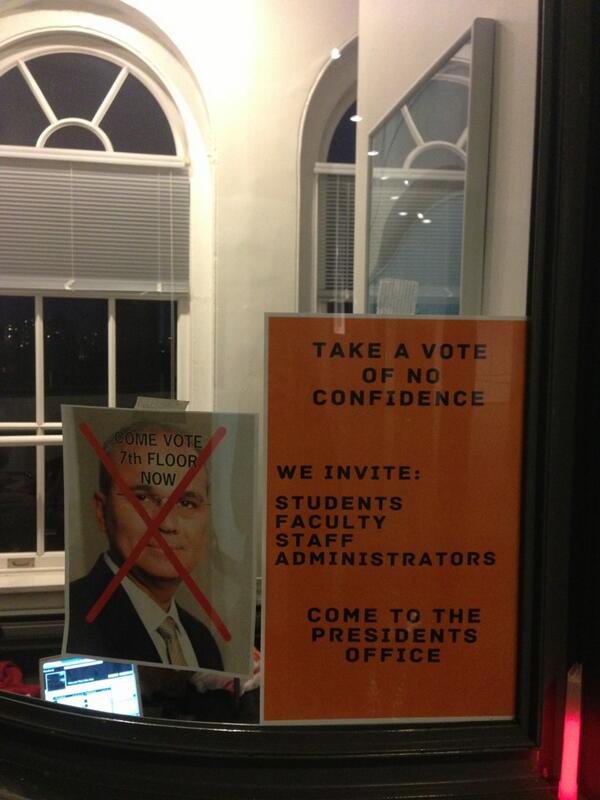 COME VOTE
7th FLOOR
NOW
TAKE A VOTE
OF NO
CONFIDENCE
WE INVITE:
STUDENTS
FACULTY
STAFF
ADMINISTRATORS
COME TO THE
PRESIDENTS
OFFICE